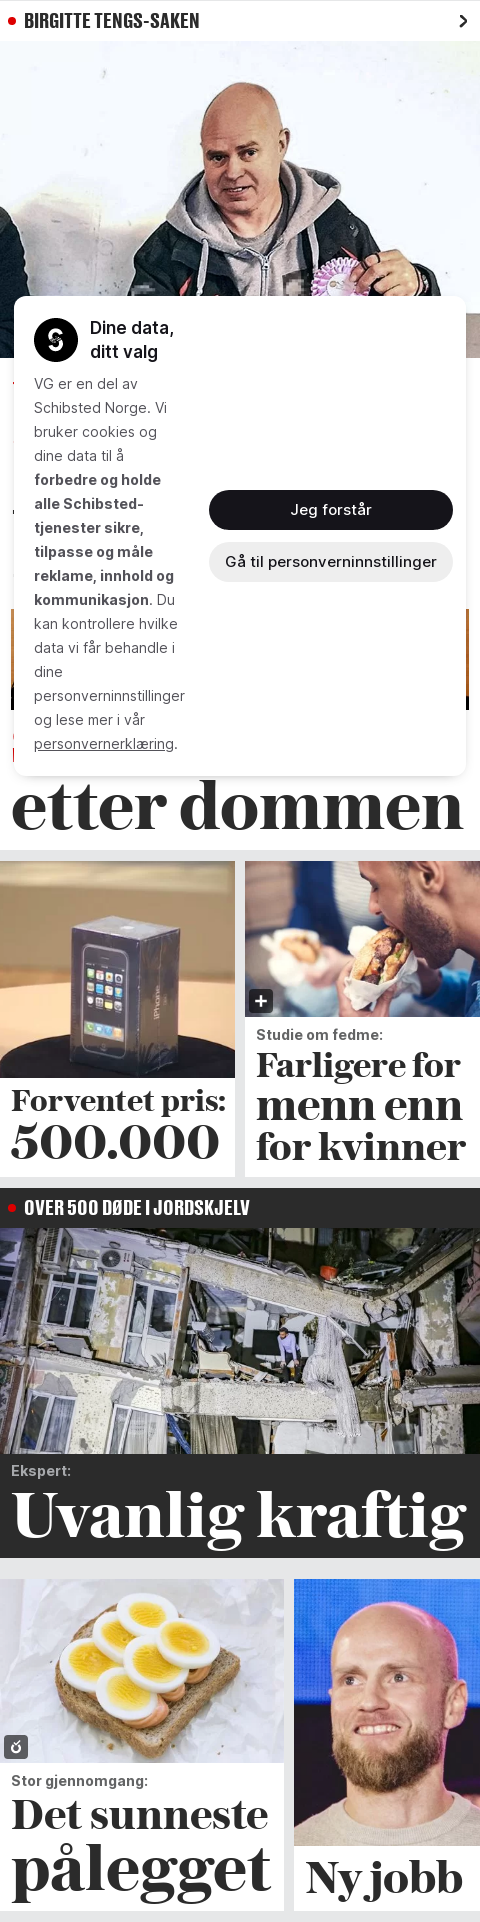 BIRGITTE TENGS-SAKEN
Dine data,
ditt valg
VG er en del av
Schibsted Norge. Vi
bruker cookies og
dine data til å
forbedre og holde
alle Schibsted-
tjenester sikre,
tilpasse og måle
reklame, innhold og
kommunikasjon. Du
kan kontrollere hvilke
data vi får behandle i
dine
personverninnstillinger
og lese mer i vår
personvernerklæring.
Jeg forstår
Gå til personverninnstillinger
etter dommen
iPhone
Forventet pris:
500.000
Studie om fedme:
Farligere for
menn enn
for kvinner
OVER 500 DØDE I JORDSKJELV
Ekspert:
Uvanlig kraftig
Stor gjennomgang:
Det sunneste
pålegget
Ny jobb